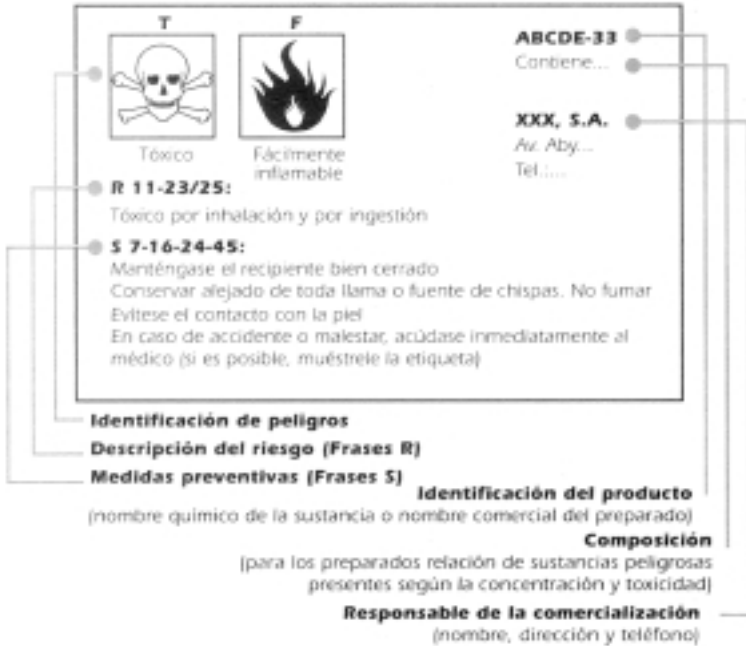 T F
ABCDE-33
Contiene...
XXX, S.A.
Av. Aby...
Tel.:....
Tóxico
Fácilmente
inflamable
R 11-23/25:
Tóxico por inhalación y por ingestión
S 7-16-24-45:
Manténgase el recipiente bien cerrado
Conservar alejado de toda llama o fuente de chispas. No fumar
Evítese el contacto con la piel
En caso de accidente o malestar, acúdase inmediatamente al
médico (si es posible, muéstrele la etiqueta)
Identificación de peligros
Descripción del riesgo (Frases R)
Medidas preventivas (Frases S)
Identificación del producto
(nombre químico de la sustancia o nombre comercial del preparado)
Composición
(para los preparados relación de sustancias peligrosas
presentes según la concentración y toxicidad)
Responsable de la comercialización
(nombre, dirección y teléfono)